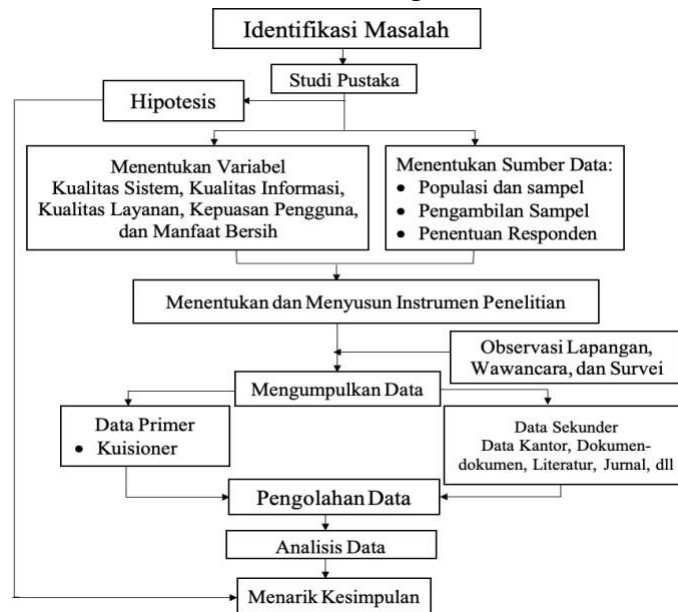 Identifikasi Masalah
Studi Pustaka
Hipotesis
Menentukan Variabel
Kualitas Sistem, Kualitas Informasi,
Kualitas Layanan, Kepuasan Pengguna,
dan Manfaat Bersih
Menentukan Sumber Data:
• Populasi dan sampel
• Pengambilan Sampel
• Penentuan Responden
Menentukan dan Menyusun Instrumen Penelitian
Observasi Lapangan,
Wawancara, dan Survei
Mengumpulkan Data
Data Primer
• Kuisioner
Data Sekunder
Data Kantor, Dokumen-
dokumen, Literatur, Jurnal, dll
Pengolahan Data
Analisis Data
Menarik Kesimpulan